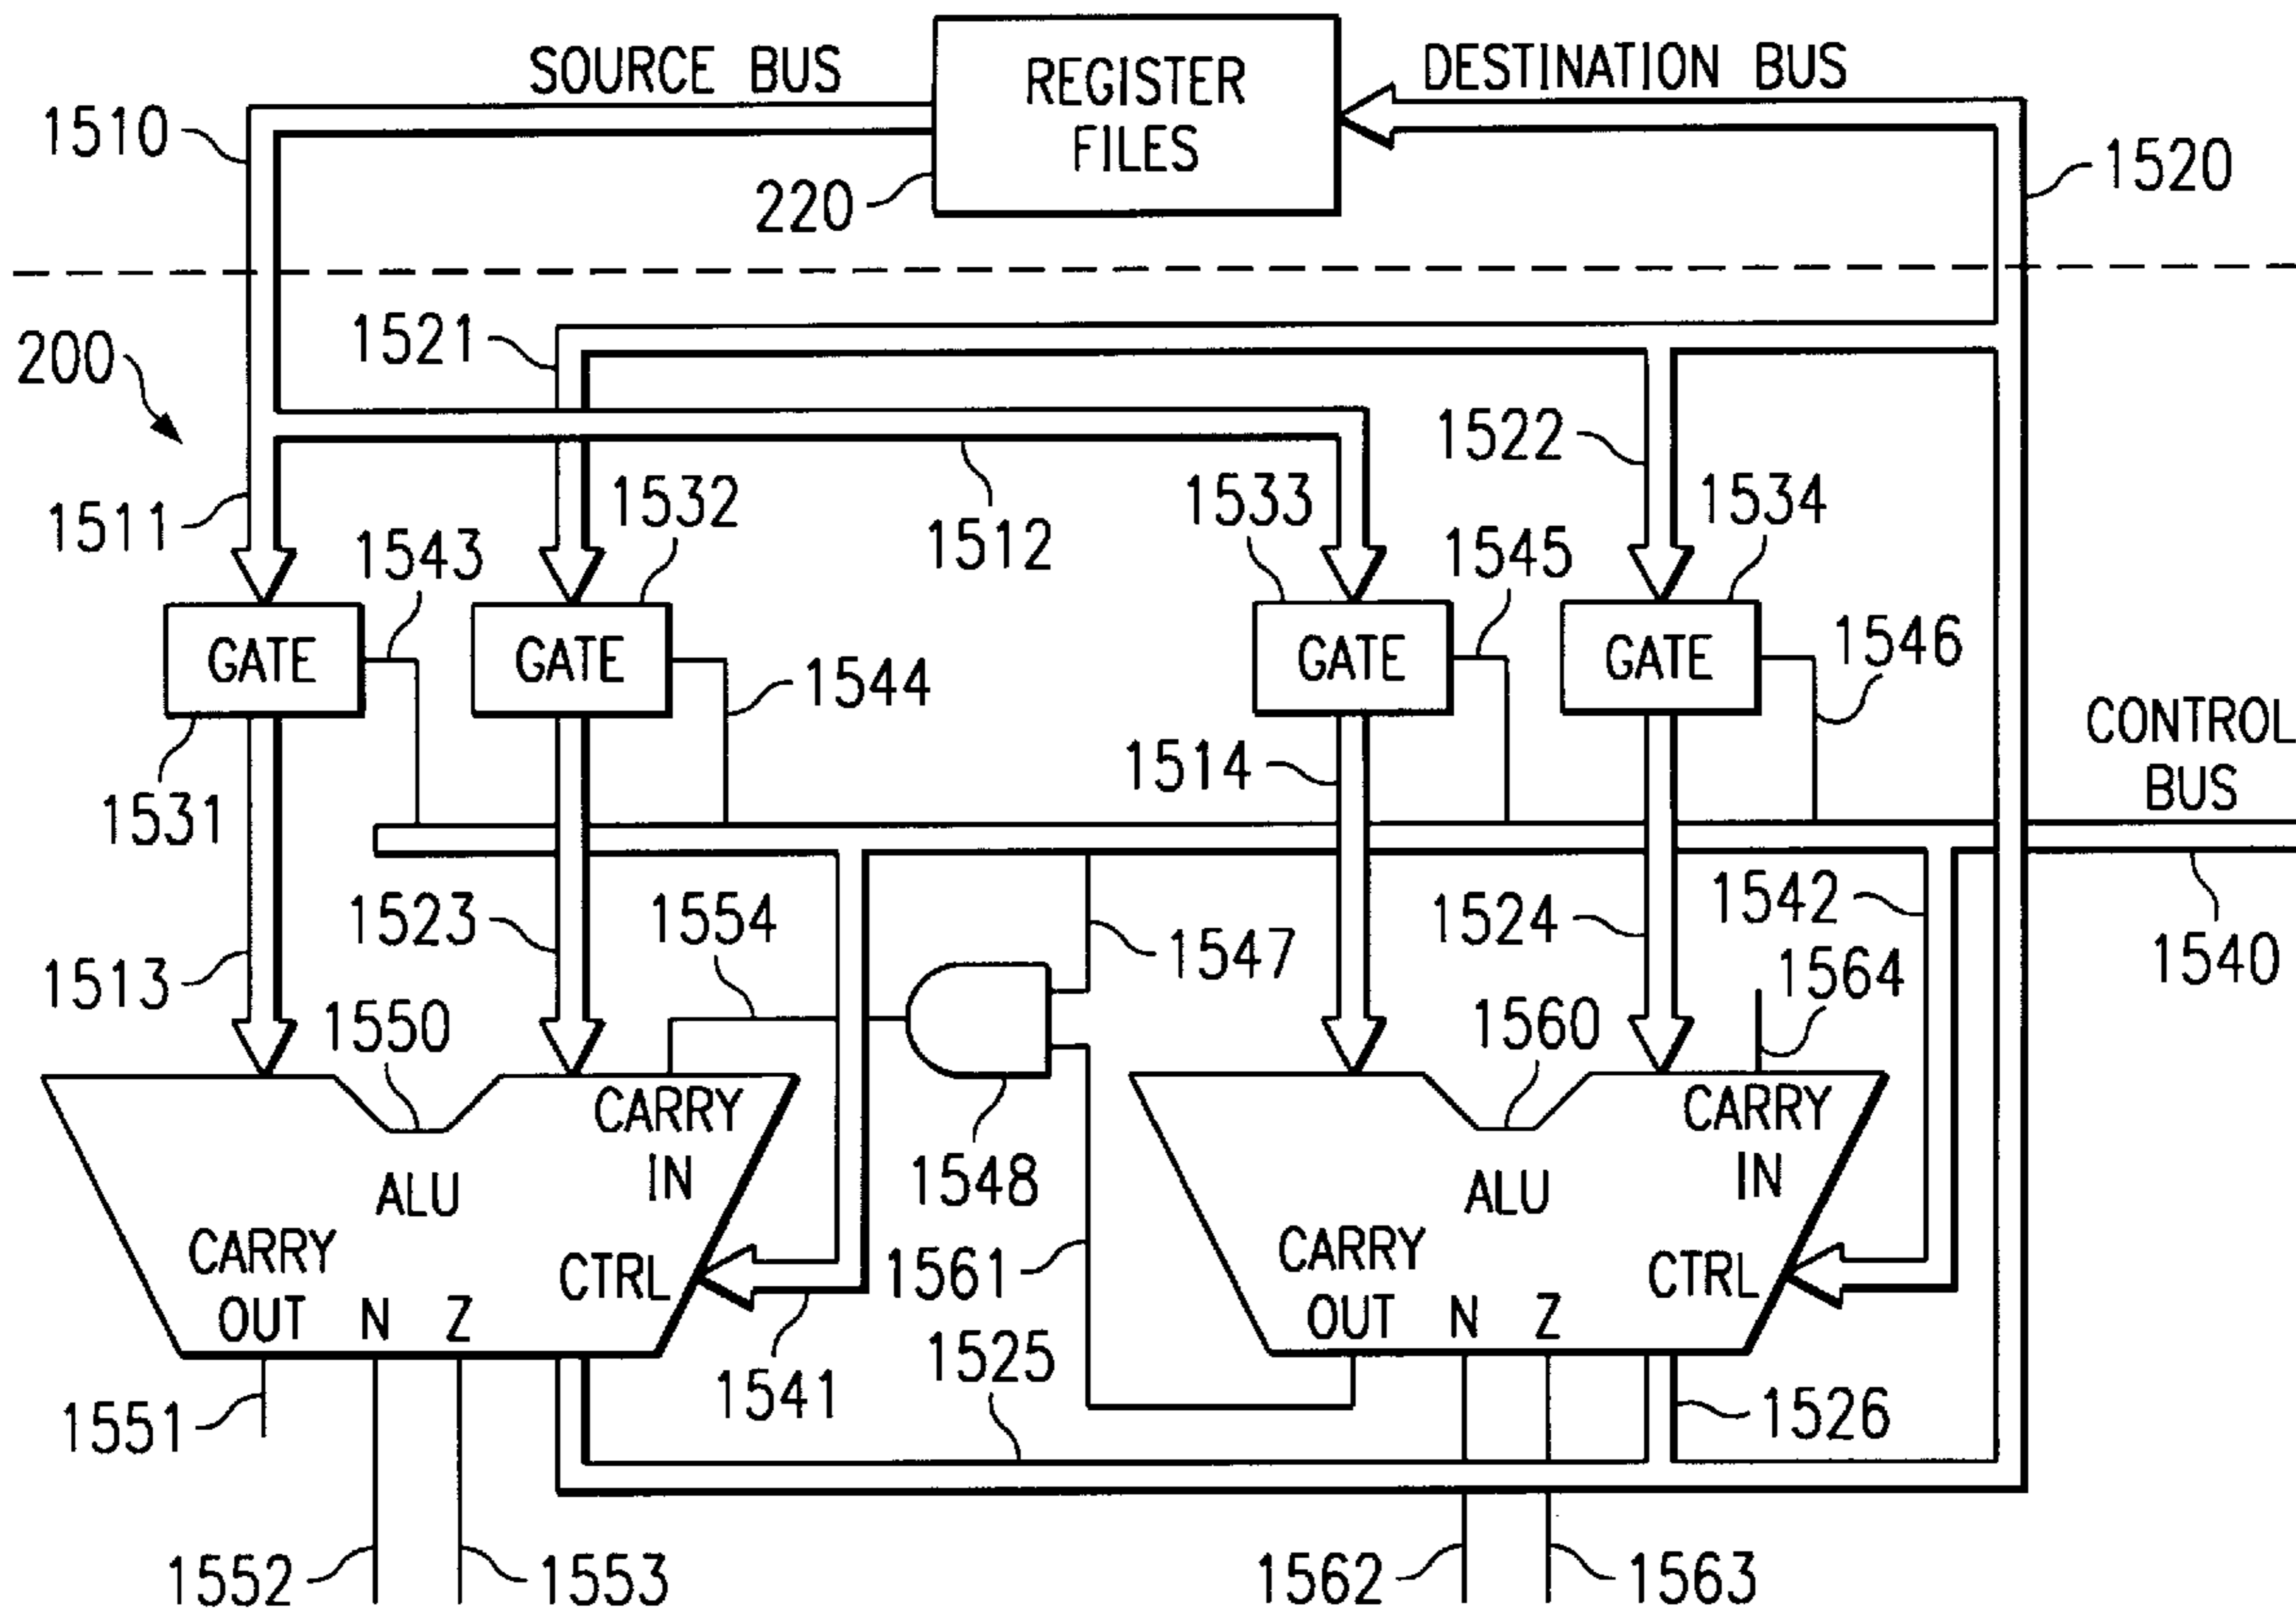 SOURCE BUS
REGISTER
FILES
DESTINATION BUS
1510
220
1520
200
1521
1522
1511
1543
1532
1512
1533
1545
1534
1546
GATE
GATE
GATE
GATE
1544
1531
1514
CONTROL
BUS
1513
1523
1554
1547
1524
1542
1564
1540
1550
1560
CARRY
IN
ALU
CARRY
OUT
N
Z
CTRL
1548
1561
CARRY
IN
ALU
CARRY
OUT
N
Z
CTRL
1551
1541
1525
1526
1552
1553
1562
1563